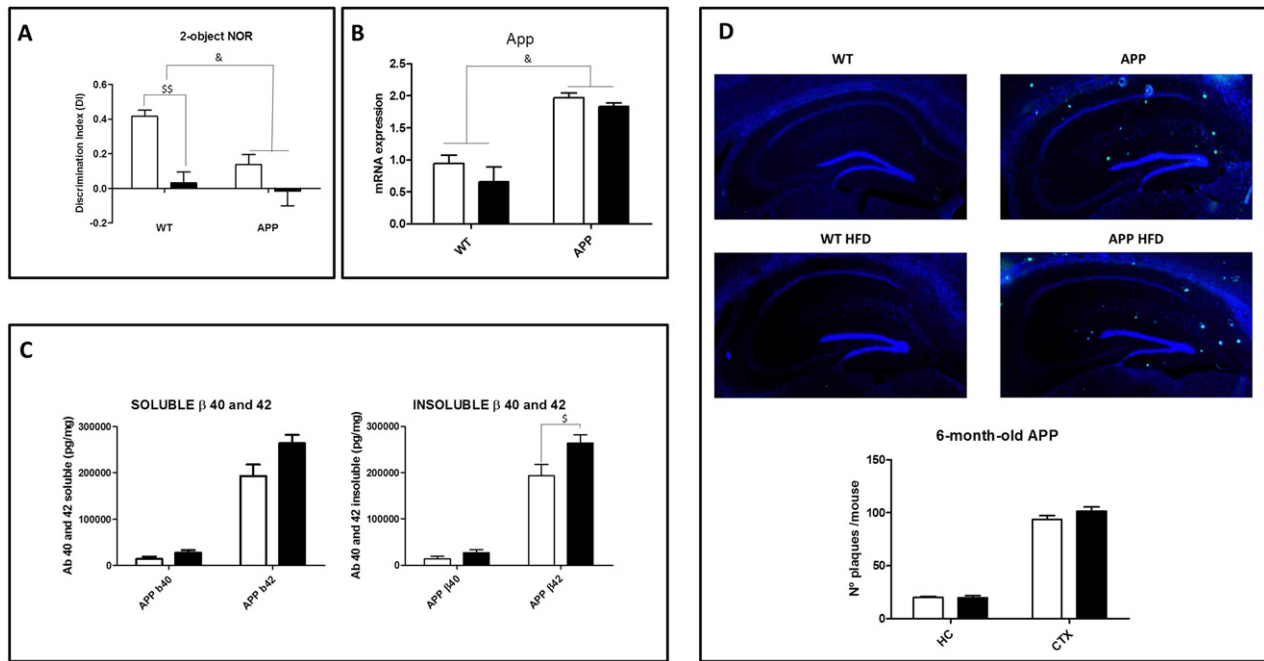 A
2-object NOR
&
$$
Discrimination Index (DI)
0.6
0.4
0.2
0.0
-0.2
WT
APP
B
App
&
mRNA expression
2.5
2.0
1.5
1.0
0.5
0.0
WT
APP
C
SOLUBLE β 40 and 42
Ab 40 and 42 soluble (pg/mg)
300000
200000
100000
0
APP b40
APP b42
INSOLUBLE β 40 and 42
$
Ab 40 and 42 insoluble (pg/mg)
300000
200000
100000
0
APP β40
APP β42
D
WT
APP
WT HFD
APP HFD
6-month-old APP
Nº plaques /mouse
150
100
50
0
HC
CTX